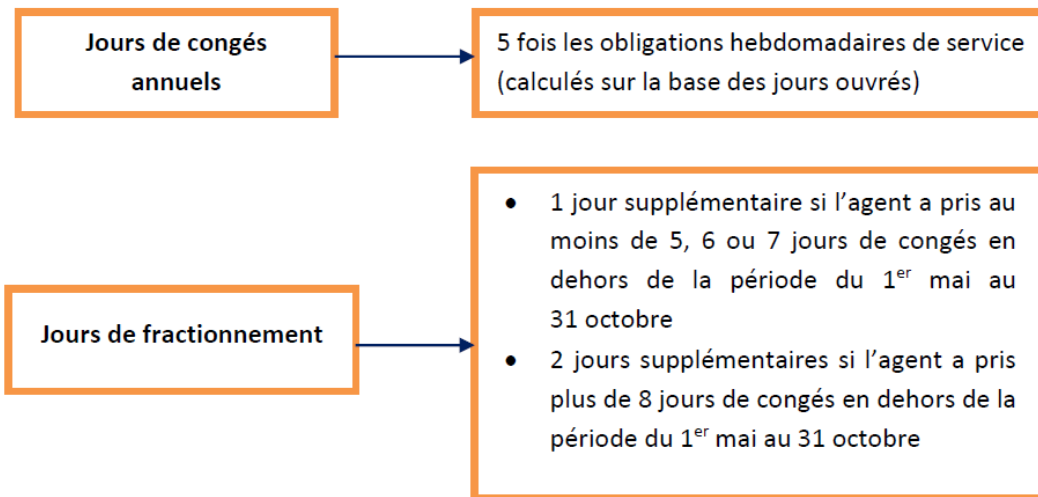 Jours de congés
annuels
5 fois les obligations hebdomadaires de service
(calculés sur la base des jours ouvrés)
Jours de fractionnement
• 1 jour supplémentaire si l’agent a pris au
moins de 5, 6 ou 7 jours de congés en
dehors de la période du 1er mai au
31 octobre
• 2 jours supplémentaires si l’agent a pris
plus de 8 jours de congés en dehors de la
période du 1er mai au 31 octobre